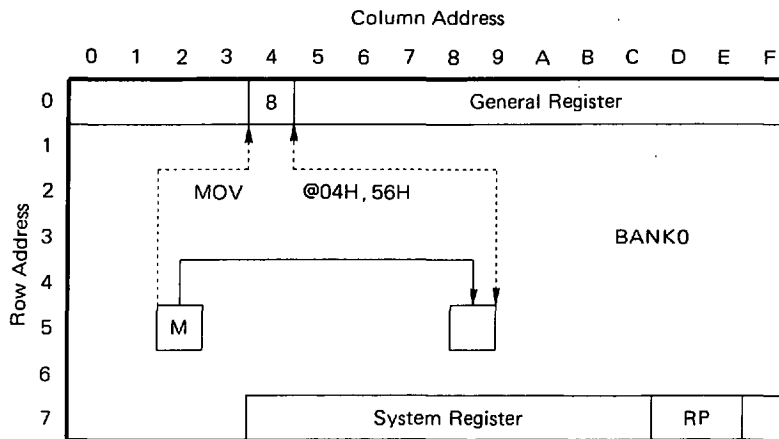 Column Address
0 1 2 3 4 5 6 7 8 9 A B C D E F
Row Address
0 8 General Register
1
2 MOV @04H, 56H
3 BANK0
4
5 M
6
7 System Register RP